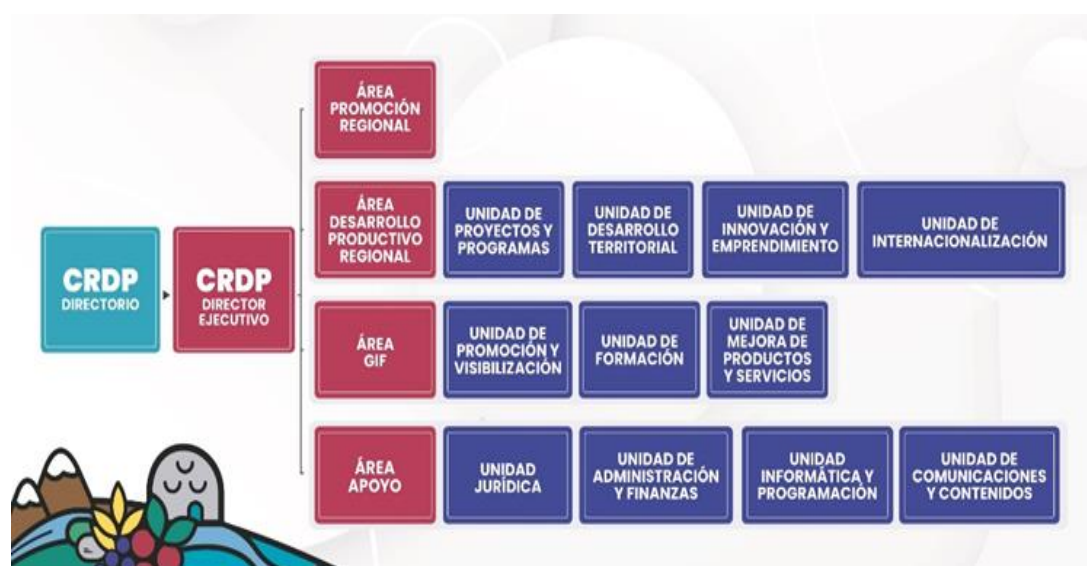 CRDP
DIRECTORIO
CRDP
DIRECTOR
EJECUTIVO
ÁREA
PROMOCIÓN
REGIONAL
ÁREA
DESARROLLO
PRODUCTIVO
REGIONAL
UNIDAD DE
PROYECTOS Y
PROGRAMAS
UNIDAD DE
DESARROLLO
TERRITORIAL
UNIDAD DE
INNOVACIÓN Y
EMPRENDIMIENTO
UNIDAD DE
INTERNACIONALIZACIÓN
ÁREA
GIF
UNIDAD DE
PROMOCIÓN Y
VISIBILIZACIÓN
UNIDAD DE
FORMACIÓN
UNIDAD DE
MEJORA DE
PRODUCTOS
Y SERVICIOS
ÁREA
APOYO
UNIDAD
JURÍDICA
UNIDAD DE
ADMINISTRACIÓN
Y FINANZAS
UNIDAD
INFORMÁTICA Y
PROGRAMACIÓN
UNIDAD DE
COMUNICACIONES
Y CONTENIDOS